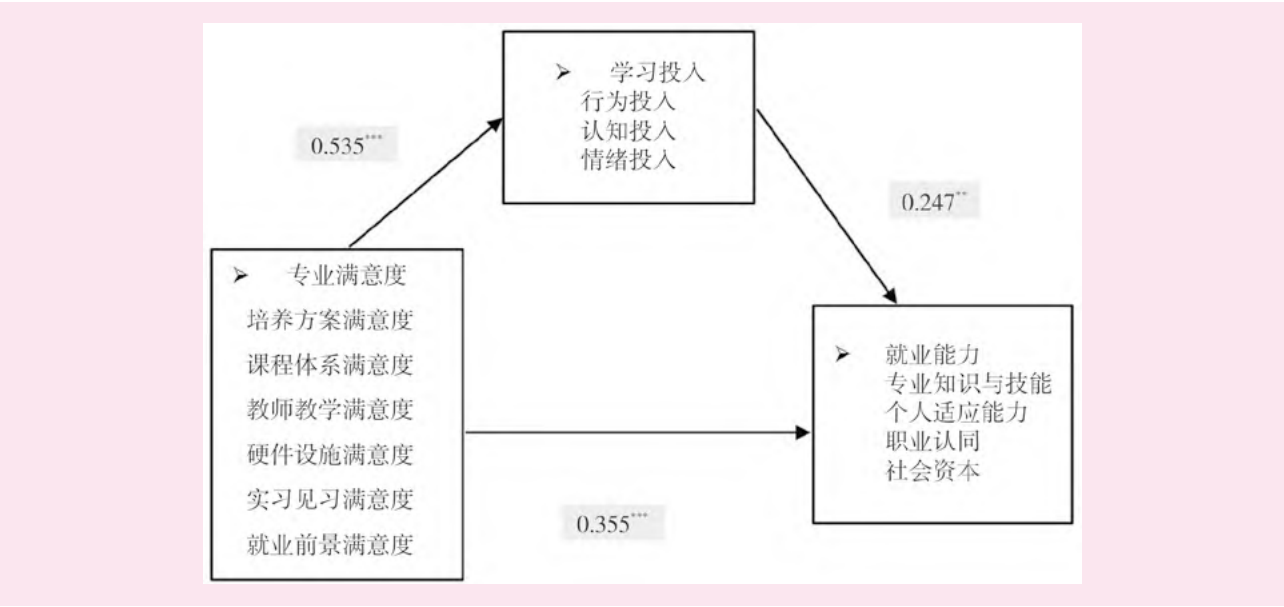 ➢ 学习投入
行为投入
认知投入
情绪投入
0.535***
0.247**
➢ 专业满意度
培养方案满意度
课程体系满意度
教师教学满意度
硬件设施满意度
实习见习满意度
就业前景满意度
➢ 就业能力
专业知识与技能
个人适应能力
职业认同
社会资本
0.355***